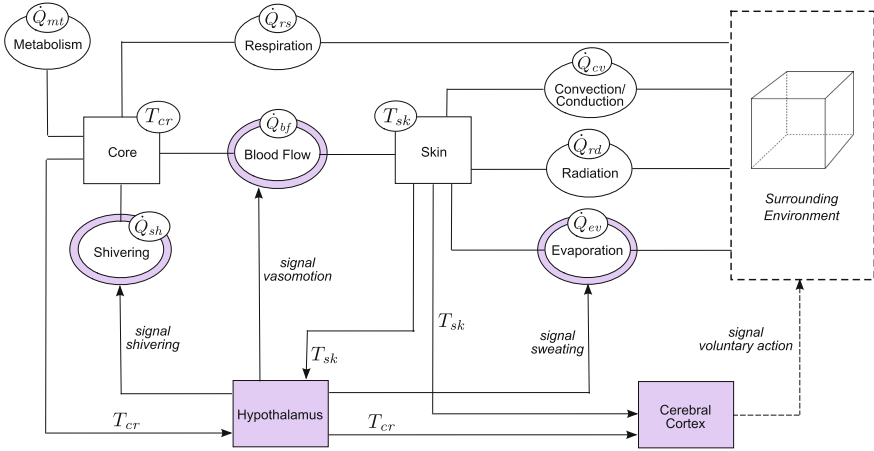 Q̇mt
Metabolism
Q̇rs
Respiration
Q̇cv
Convection/
Conduction
Tcr
Core
Q̇bf
Blood Flow
Tsk
Skin
Q̇rd
Radiation
Surrounding
Environment
Q̇sh
Shivering
Q̇ev
Evaporation
signal
vasomotion
signal
shivering
Tsk
Tsk
signal
sweating
signal
voluntary action
Hypothalamus
Cerebral
Cortex
Tcr
Tcr